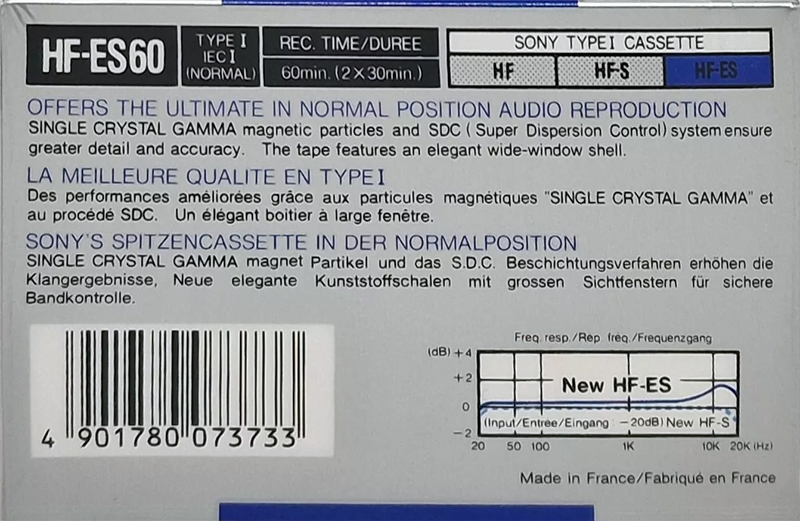 HF-ES60
TYPE I
IEC I
(NORMAL)
REC. TIME/DUREE
60min. (2×30min.)
SONY TYPE I CASSETTE
HF HF-S HF-ES
OFFERS THE ULTIMATE IN NORMAL POSITION AUDIO REPRODUCTION
SINGLE CRYSTAL GAMMA magnetic particles and SDC (Super Dispersion Control) system ensure
greater detail and accuracy. The tape features an elegant wide-window shell.
LA MEILLEURE QUALITE EN TYPE I
Des performances améliorées grâce aux particules magnétiques "SINGLE CRYSTAL GAMMA" et
au procédé SDC. Un élégant boitier à large fenêtre.
SONY'S SPITZENCASSETTE IN DER NORMALPOSITION
SINGLE CRYSTAL GAMMA magnet Partikel und das S.D.C. Beschichtungsverfahren erhöhen die
Klangergebnisse, Neue elegante Kunststoffschalen mit grossen Sichtfenstern für sichere
Bandkontrolle.
4 901780 073733
Freq. resp./Rép. fréq./Frequenzgang
(dB) +4
+2
New HF-ES
0
(Input/Entrée/Eingang −20dB) New HF-S
−2
20 50 100 1K 10K 20K (Hz)
Made in France/Fabriqué en France